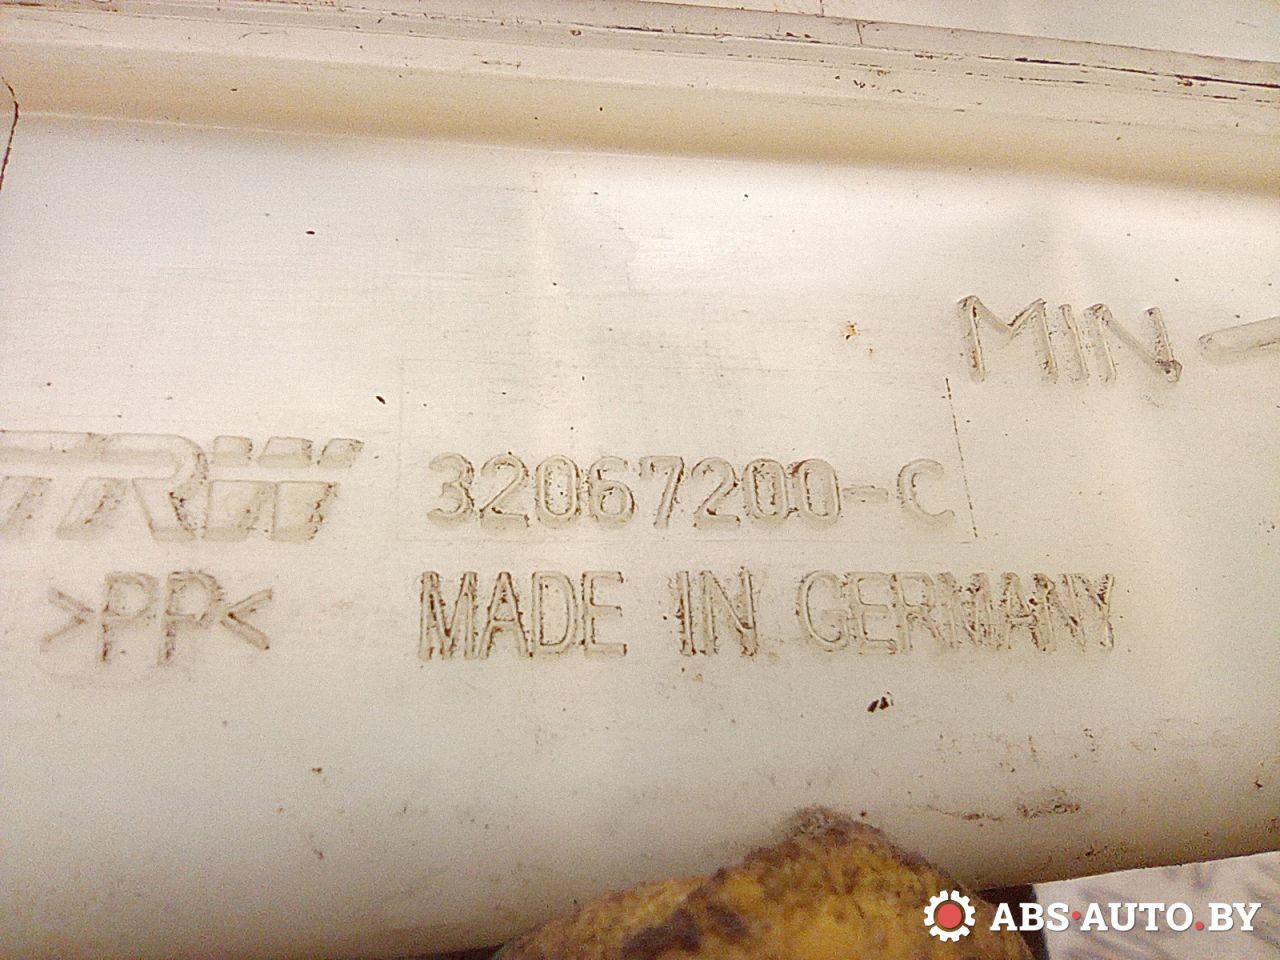 MIN
TRW 32067200-C
>PP< MADE IN GERMANY
ABS·AUTO.BY